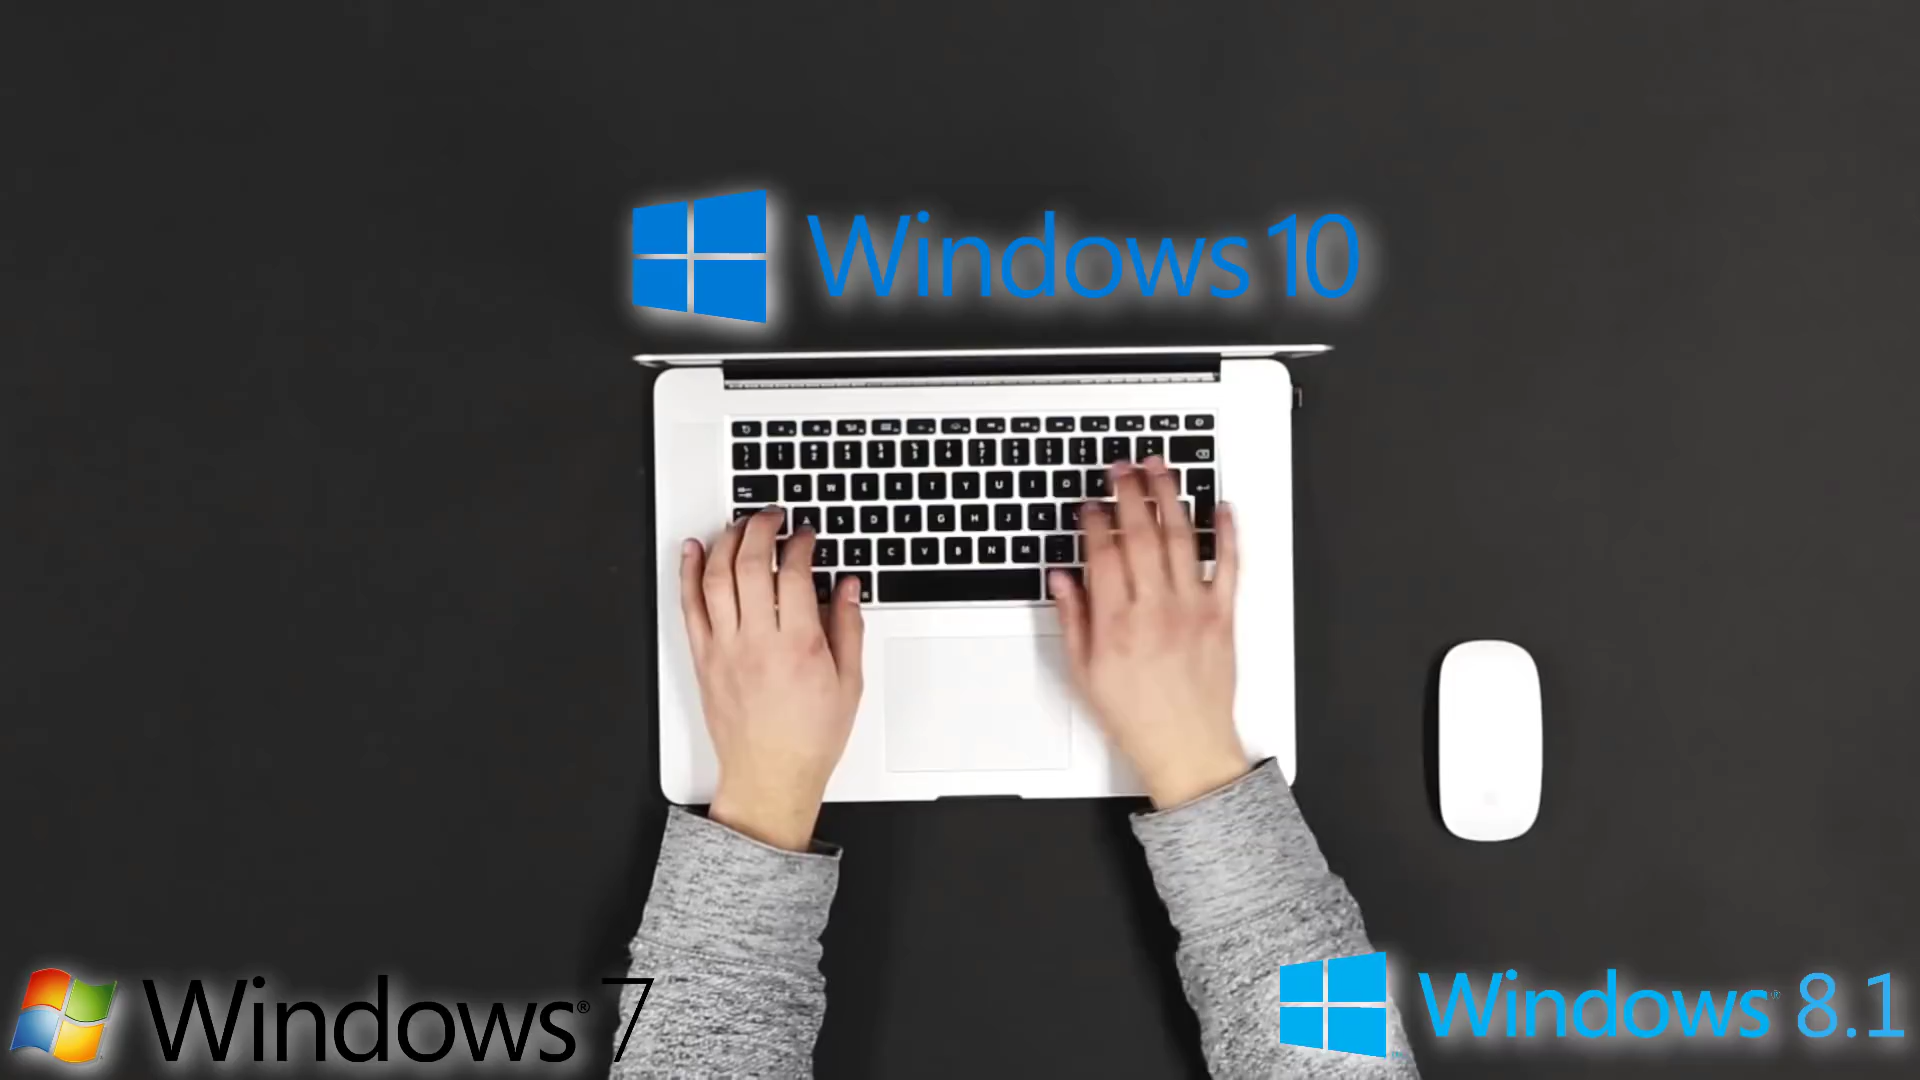 Windows 10
Q W E R T Y U I O P
A S D F G H J K L
Z X C V B N M
Windows® 7
Windows 8.1